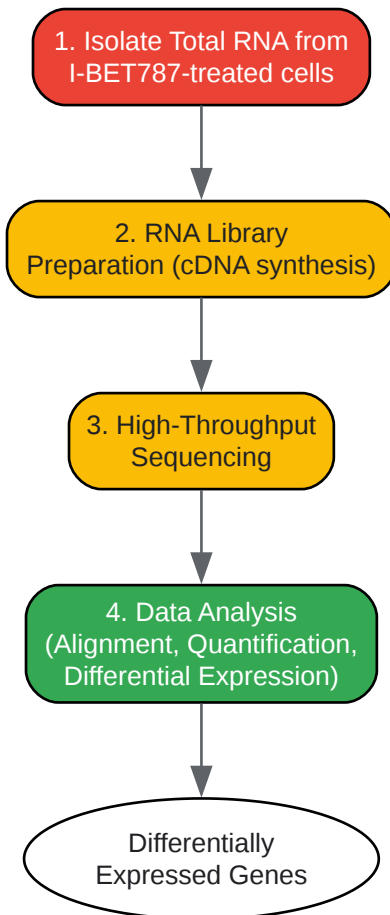 1. Isolate Total RNA from
I-BET787-treated cells
2. RNA Library
Preparation (cDNA synthesis)
3. High-Throughput
Sequencing
4. Data Analysis
(Alignment, Quantification,
Differential Expression)
Differentially
Expressed Genes